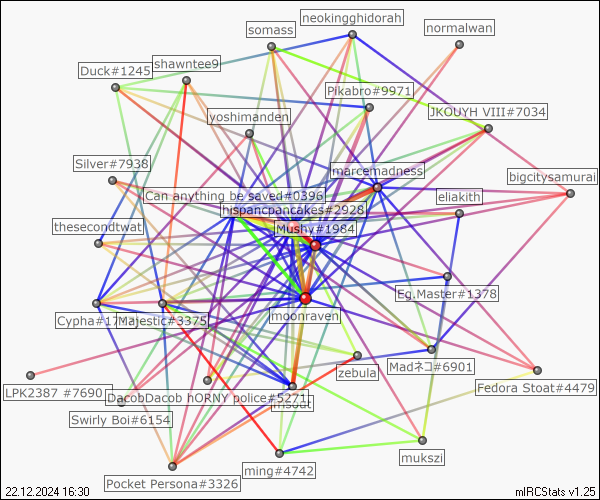 neokingghidorah
somass
normalwan
shawntee9
Duck#1245
Pikabro#9971
JKOUYH VIII#7034
yoshimanden
Silver#7938
marcemadness
bigcitysamurai
Can anything be saved#0396
eliakith
hispancpancakes#2928
thesecondtwat
Mushy#1984
Eg.Master#1378
moonraven
Majestic#3375
zebula
Madネコ#6901
LPK2387 #7690
Fedora Stoat#4479
DacobDacob hORNY police#5271
Swirly Boi#6154
mukszi
ming#4742
Pocket Persona#3326
22.12.2024 16:30
mIRCStats v1.25